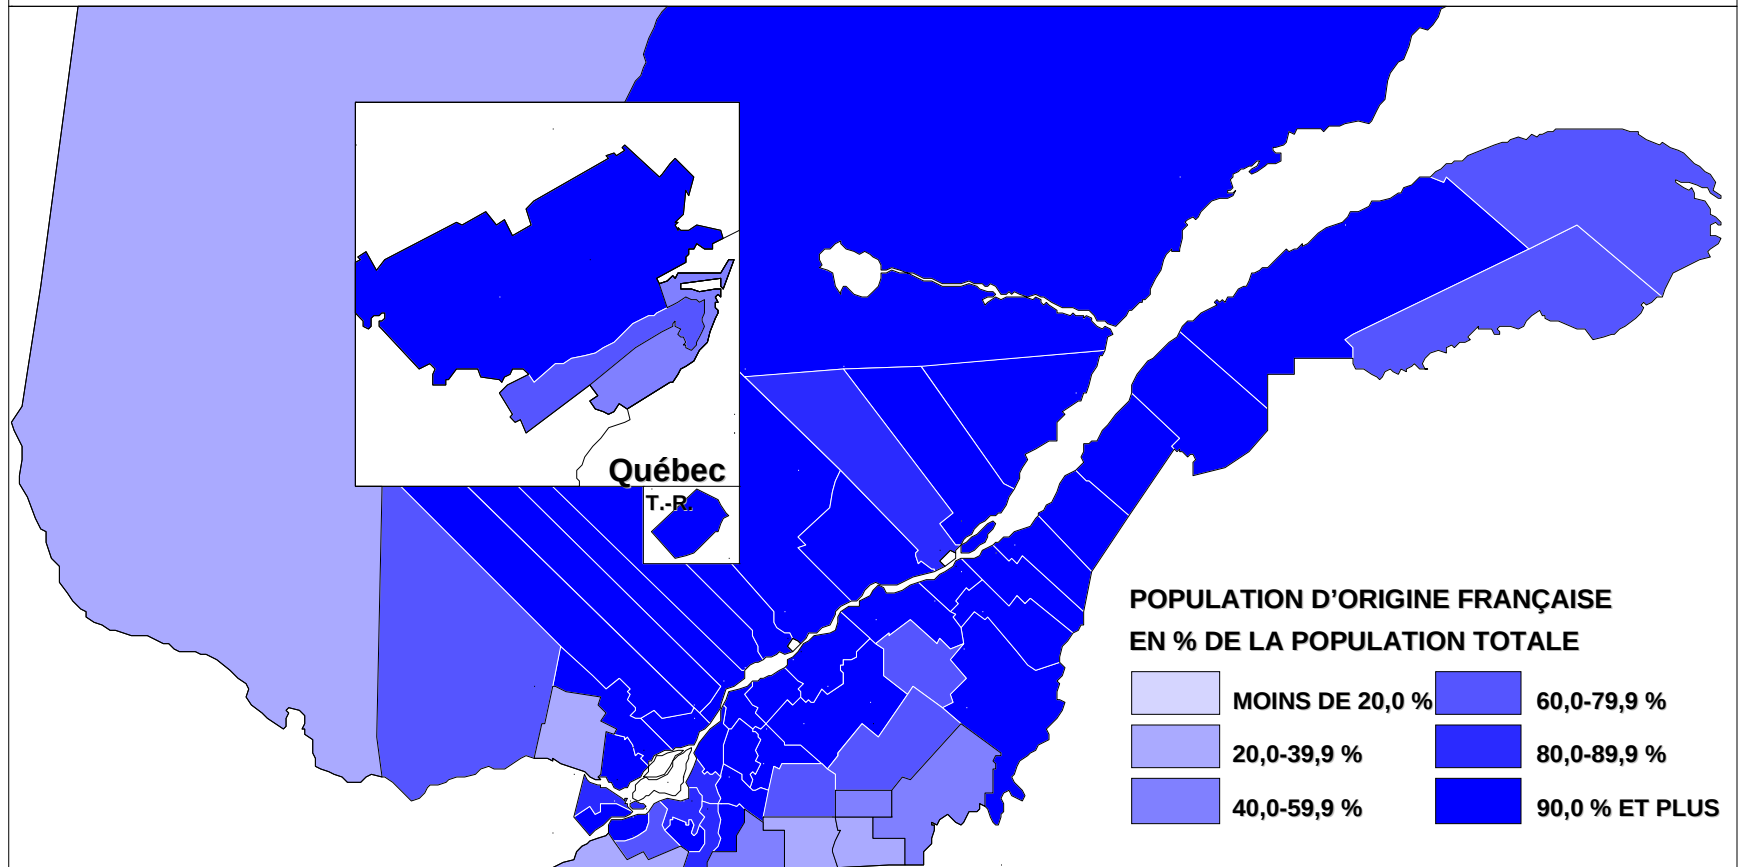 Québec
T.-R.
POPULATION D’ORIGINE FRANÇAISE
EN % DE LA POPULATION TOTALE
MOINS DE 20,0 %
60,0-79,9 %
20,0-39,9 %
80,0-89,9 %
40,0-59,9 %
90,0 % ET PLUS